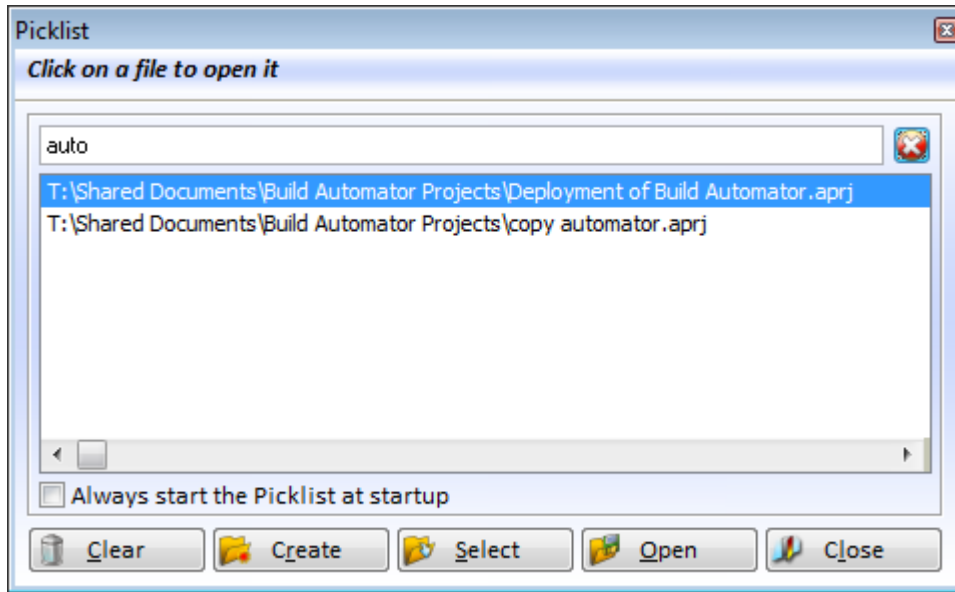 Picklist
Click on a file to open it
auto
T:\Shared Documents\Build Automator Projects\Deployment of Build Automator.aprj
T:\Shared Documents\Build Automator Projects\copy automator.aprj
Always start the Picklist at startup
Clear Create Select Open Close